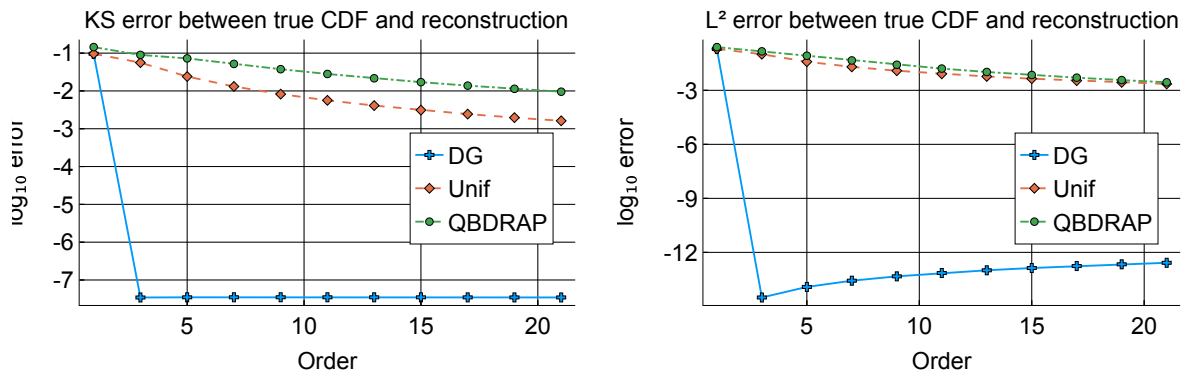 KS error between true CDF and reconstruction
-1
-2
-3
-4
-5
-6
-7
log₁₀ error
DG
Unif
QBDRAP
5
10
15
20
Order
L² error between true CDF and reconstruction
-3
-6
-9
-12
log₁₀ error
DG
Unif
QBDRAP
5
10
15
20
Order